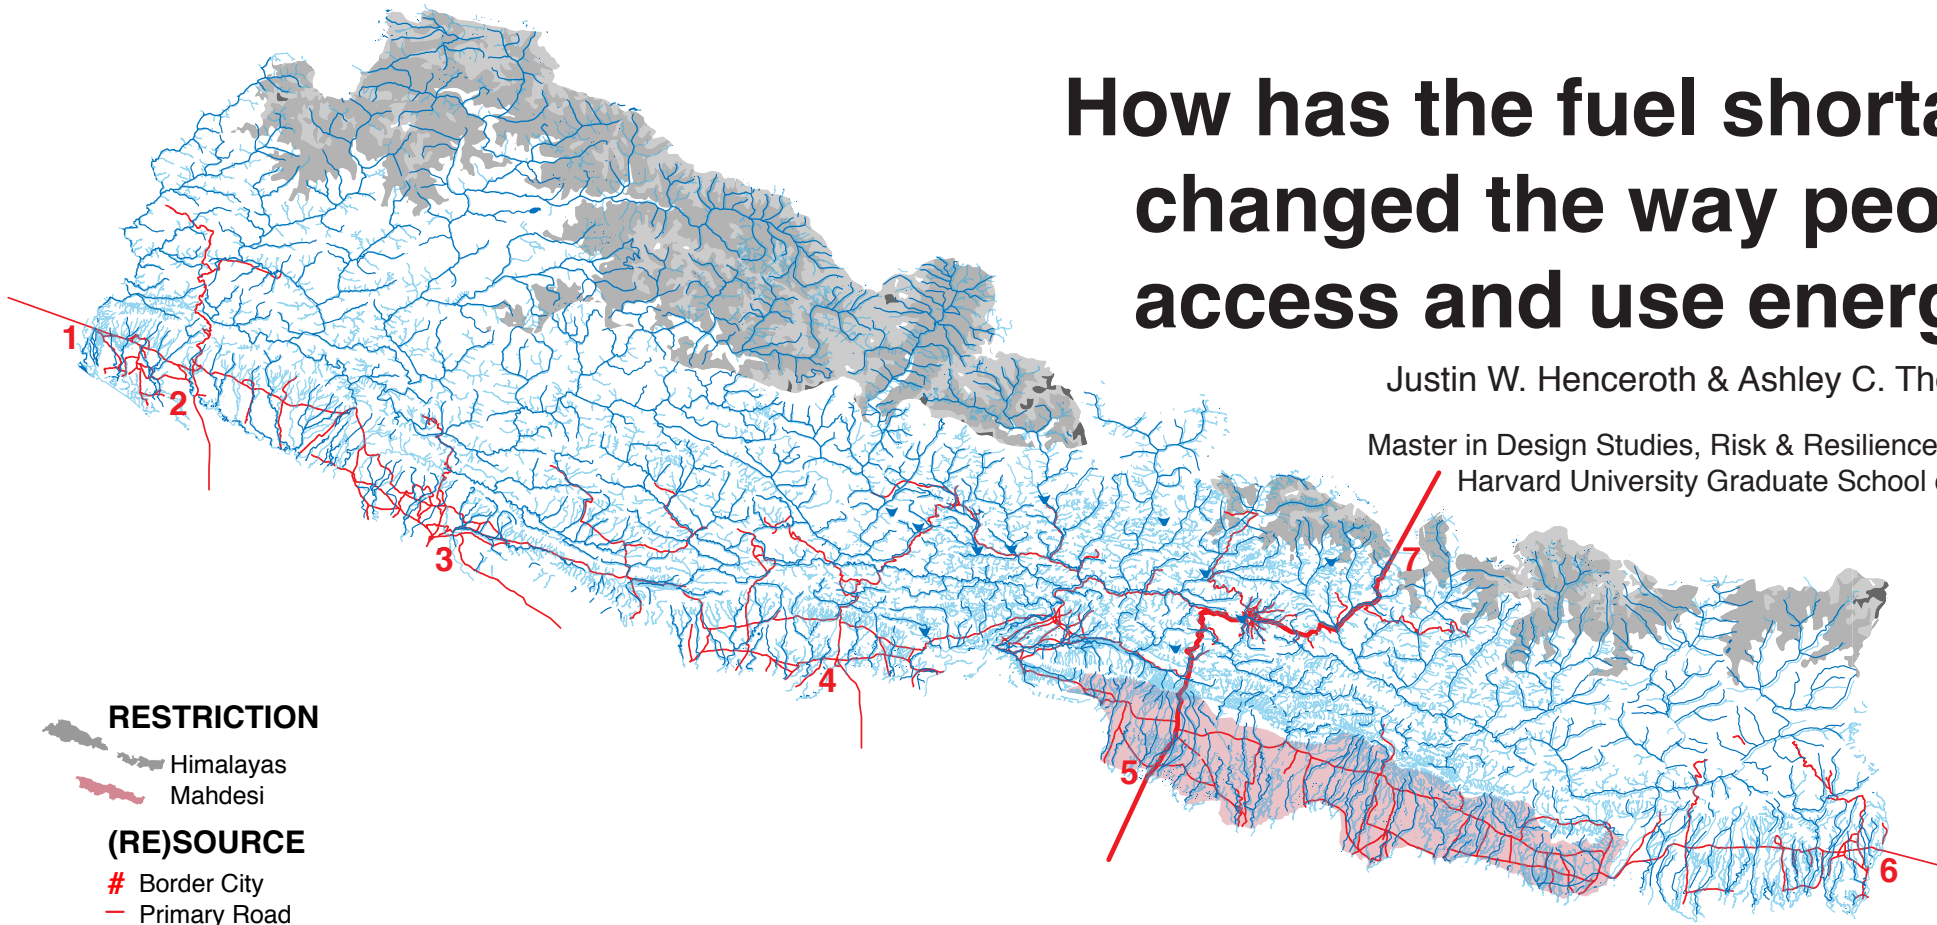 How has the fuel shorta
changed the way peo
access and use energ
Justin W. Henceroth & Ashley C. Th
Master in Design Studies, Risk & Resilience
Harvard University Graduate School
1
2
3
4
5
6
7
RESTRICTION
Himalayas
Mahdesi
(RE)SOURCE
# Border City
Primary Road